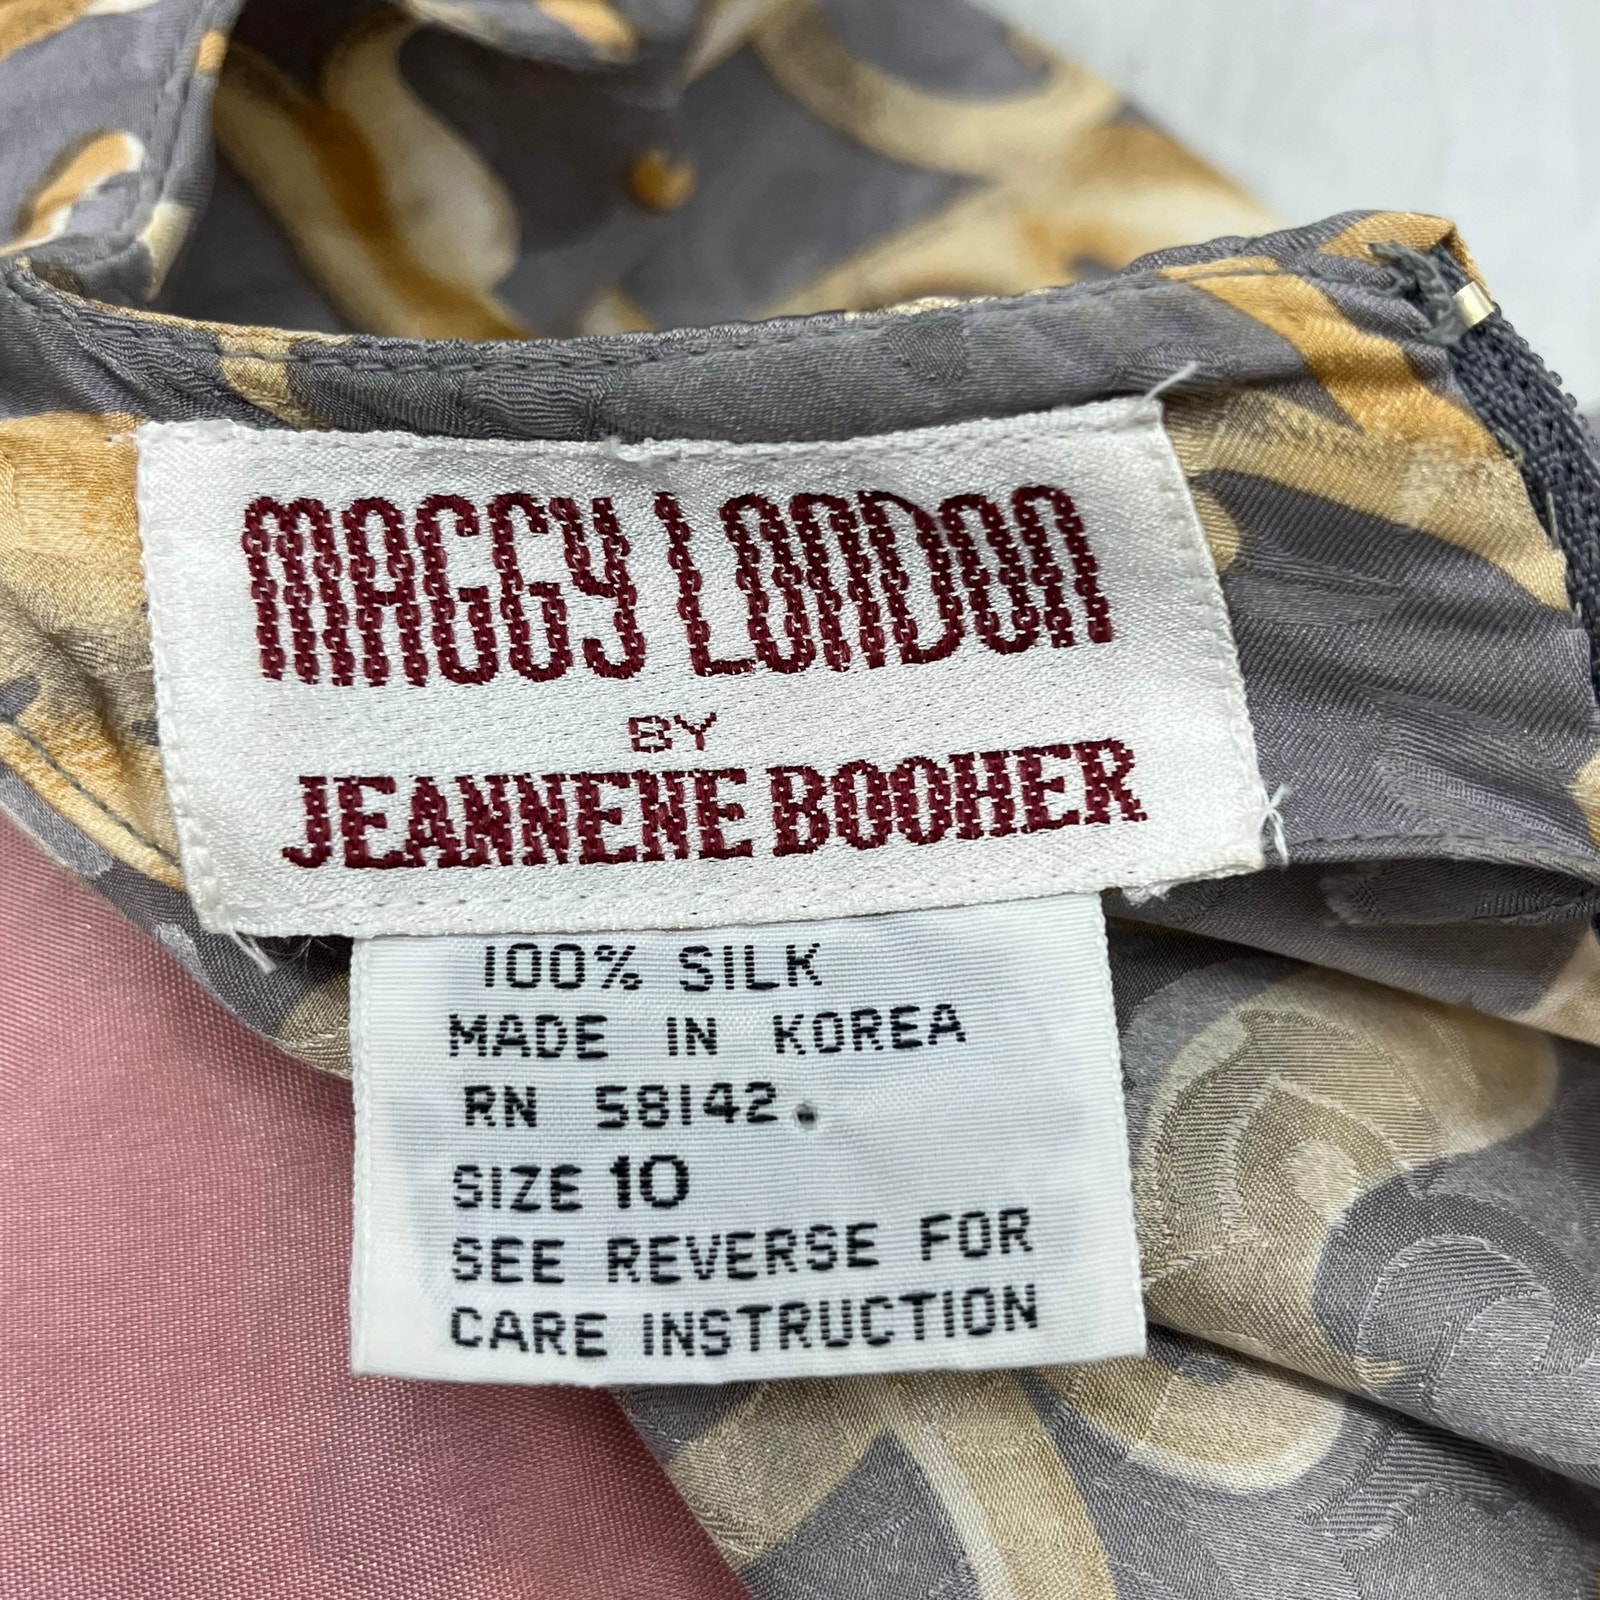 MAGGY LONDON
BY
JEANNENE BOOHER
100% SILK
MADE IN KOREA
RN 58142.
SIZE 10
SEE REVERSE FOR
CARE INSTRUCTION